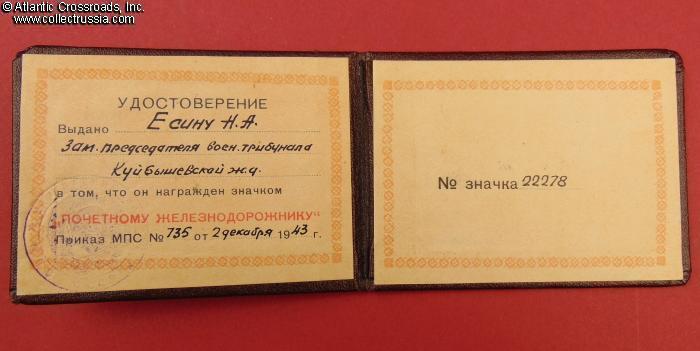 © Atlantic Crossroads, Inc.
www.collectrussia.com
УДОСТОВЕРЕНИЕ
Выдано Есину Н.А.
Зам. председателя воен. трибунала
Куйбышевской ж.д.
в том, что он награжден значком
„ПОЧЕТНОМУ ЖЕЛЕЗНОДОРОЖНИКУ“
Приказ МПС № 735 от 2 декабря 1943 г.
№ значка 22278